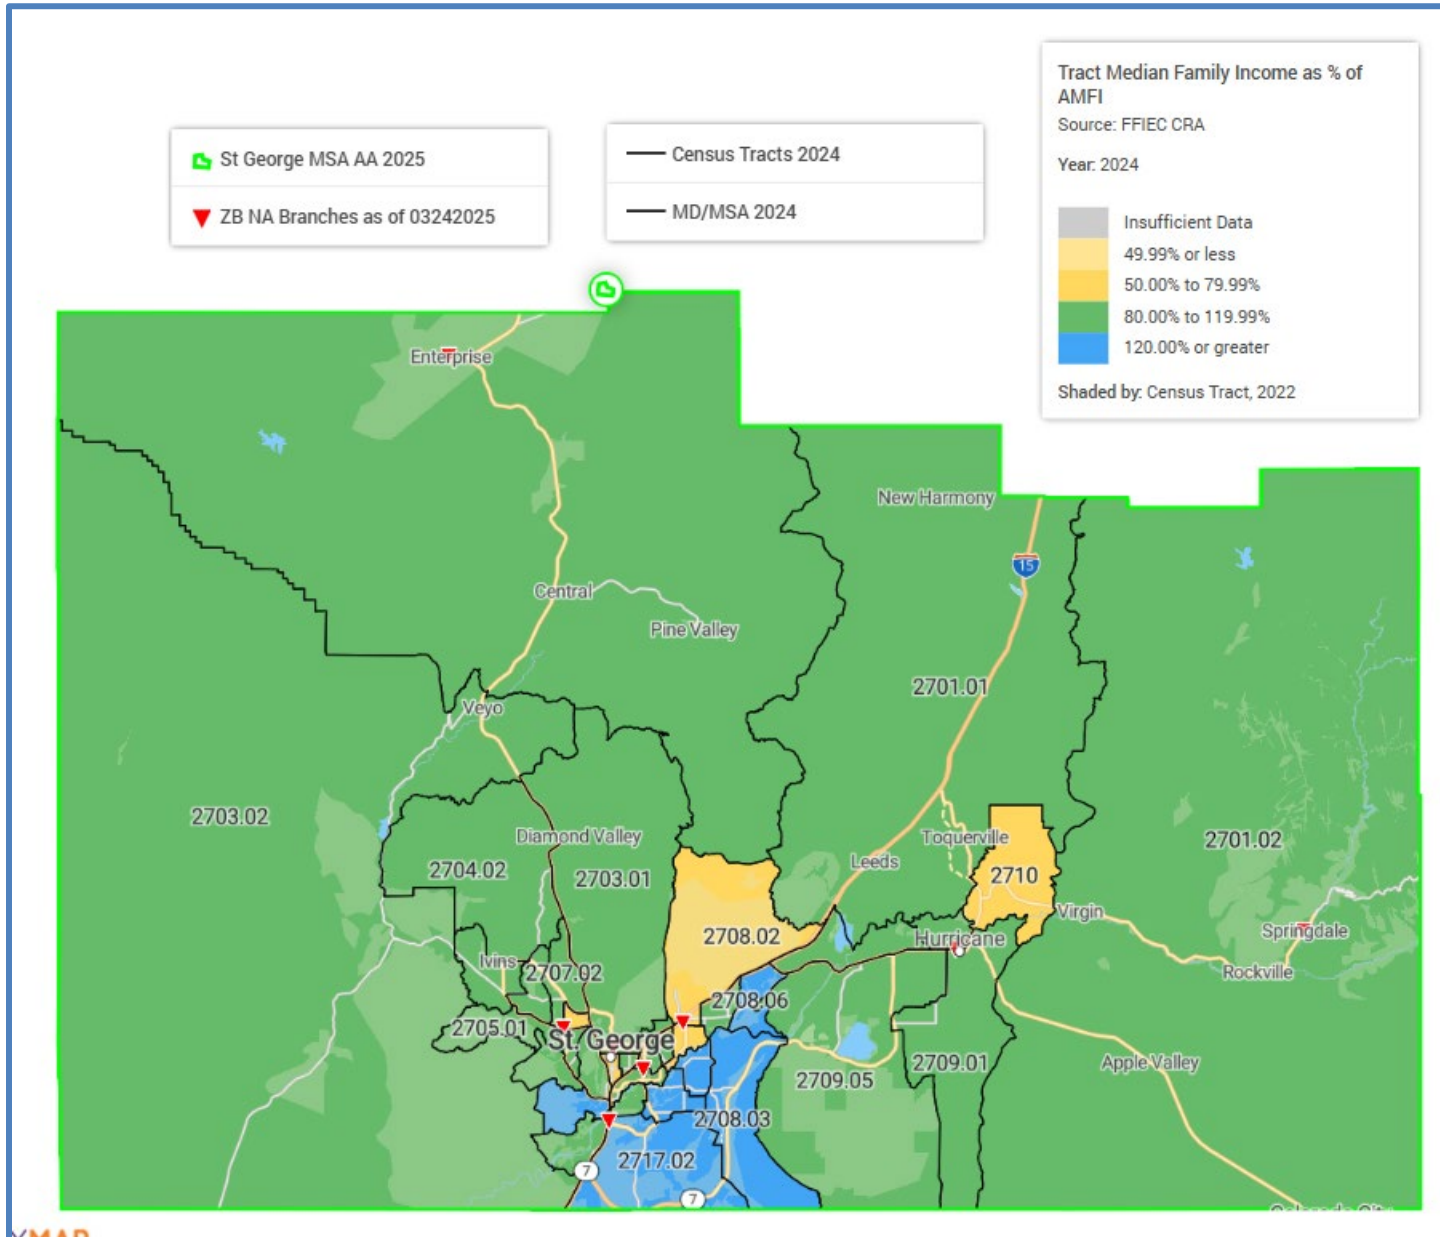 Tract Median Family Income as % of
AMFI
Source: FFIEC CRA
Year: 2024
Insufficient Data
49.99% or less
50.00% to 79.99%
80.00% to 119.99%
120.00% or greater
Shaded by: Census Tract, 2022
St George MSA AA 2025
ZB NA Branches as of 03242025
Census Tracts 2024
MD/MSA 2024
Enterprise
New Harmony
15
Central
Pine Valley
2701.01
Veyo
2703.02
Diamond Valley
Toquerville
2701.02
2704.02
2703.01
Leeds
2710
Virgin
2708.02
Hurricane
Springdale
Ivins
2707.02
Rockville
2708.06
2705.01
St. George
2709.05
2709.01
Apple Valley
2708.03
2717.02
7
7